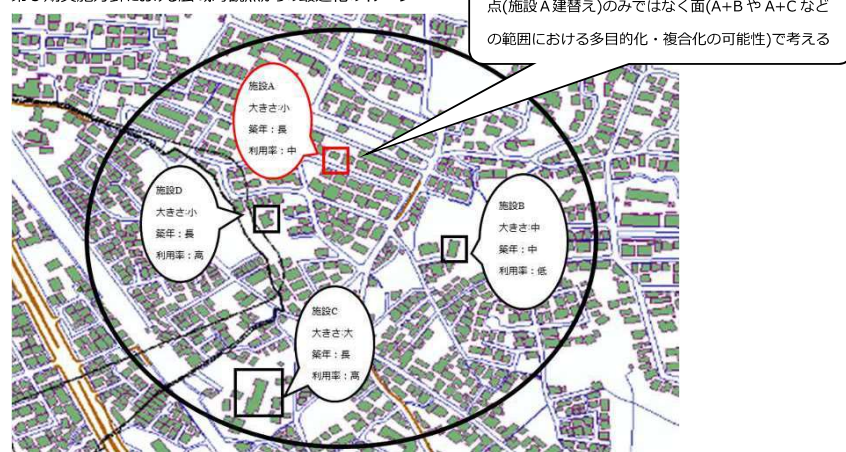 点(施設A建替え)のみではなく面(A+B や A+C など
の範囲における多目的化・複合化の可能性)で考える
施設A
大きさ:小
築年：長
利用率：中
施設D
大きさ:小
築年：長
利用率：高
施設B
大きさ:中
築年：中
利用率：低
施設C
大きさ:大
築年：長
利用率：高